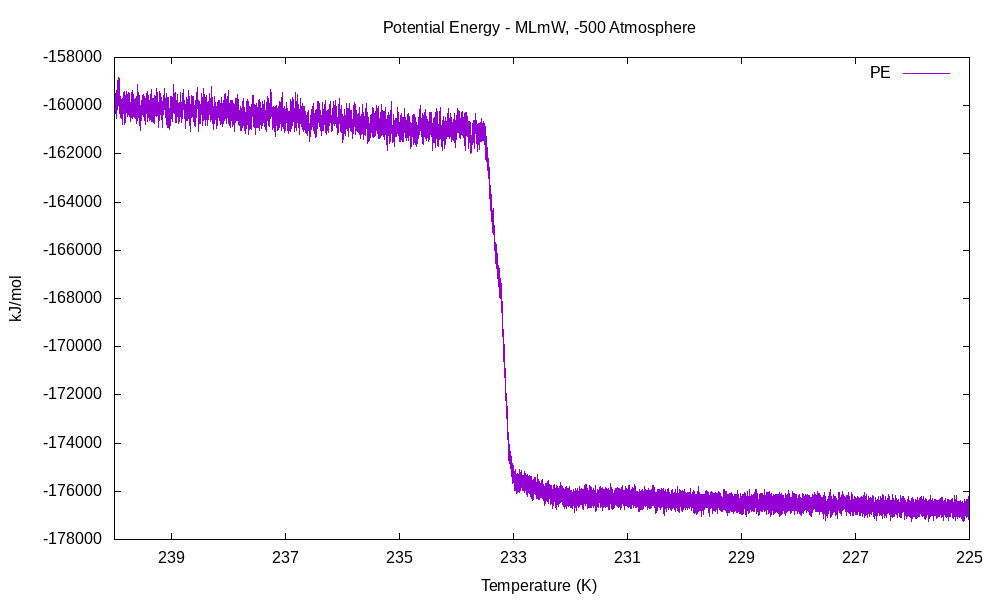 Potential Energy - MLmW, -500 Atmosphere
PE
-158000
-160000
-162000
-164000
-166000
-168000
-170000
-172000
-174000
-176000
-178000
kJ/mol
239 237 235 233 231 229 227 225
Temperature (K)